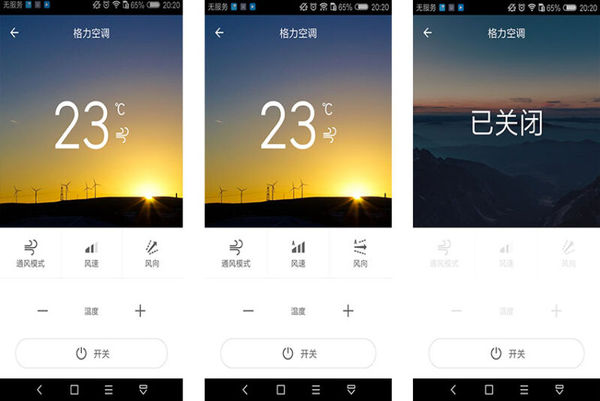 无服务 65% 20:20
格力空调
23℃
通风模式 风速 风向
温度
开关
无服务 65% 20:20
格力空调
23℃
通风模式 风速 风向
温度
开关
无服务 65% 20:20
格力空调
已关闭
通风模式 风速 风向
温度
开关